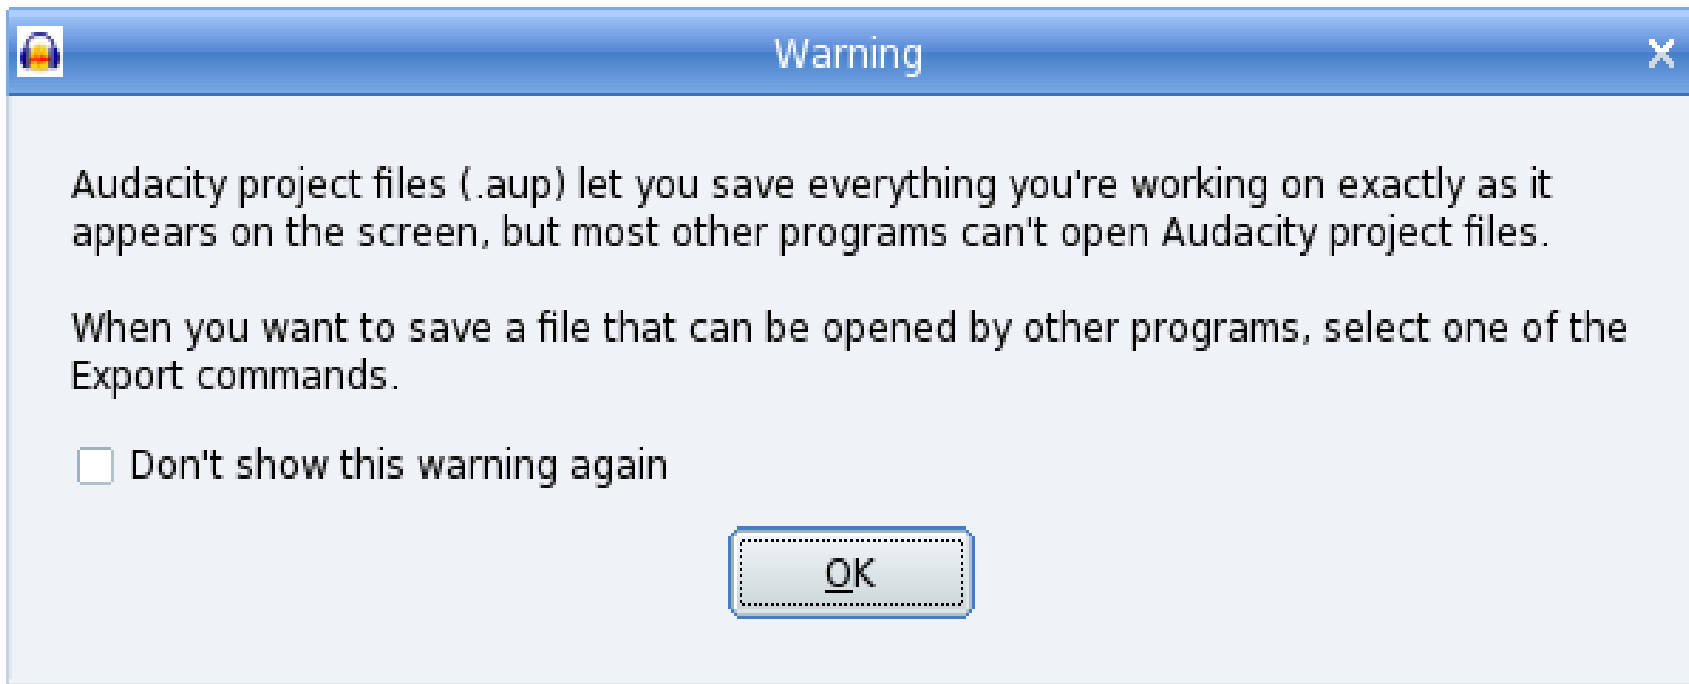 Warning
Audacity project files (.aup) let you save everything you're working on exactly as it
appears on the screen, but most other programs can't open Audacity project files.
When you want to save a file that can be opened by other programs, select one of the
Export commands.
Don't show this warning again
OK